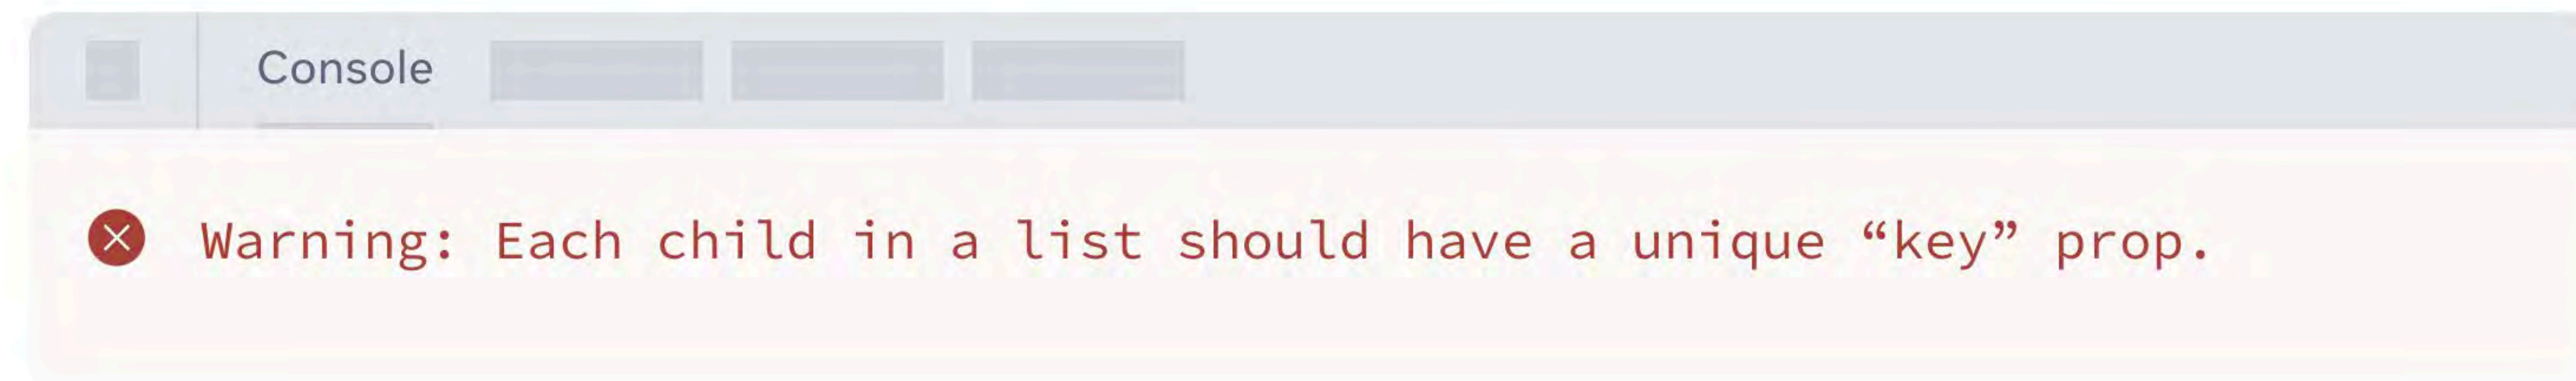 Console
Warning: Each child in a list should have a unique “key” prop.